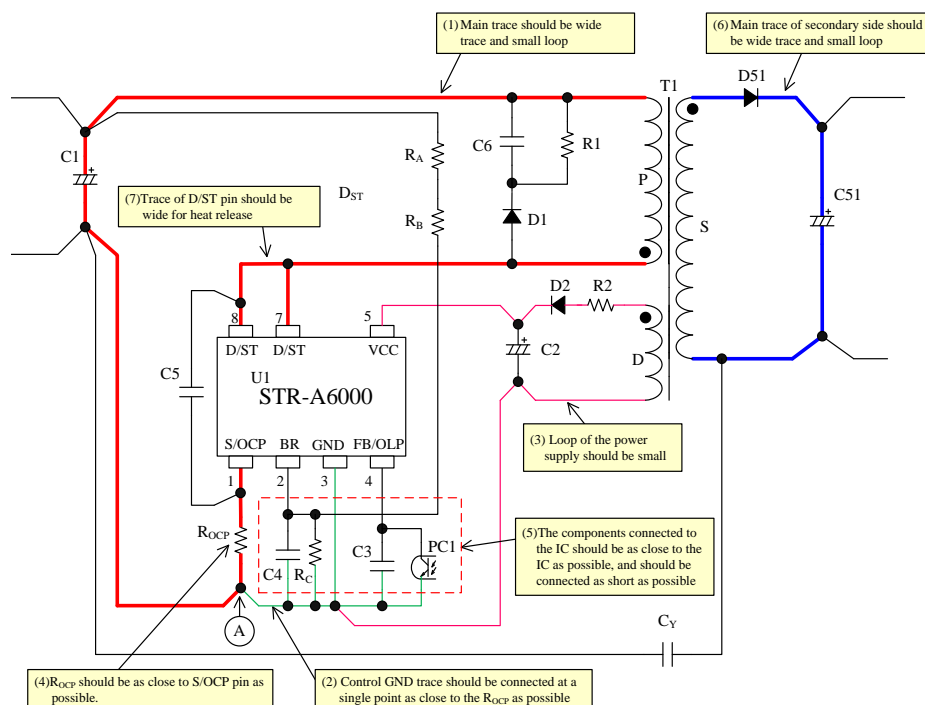 (1) Main trace should be wide
trace and small loop
(6) Main trace of secondary side should
be wide trace and small loop
T1
D51
C1
+
C6
R1
RA
P
(7)Trace of D/ST pin should be
wide for heat release
DST
RB
D1
S
C51
+
D2
R2
8
7
5
D/ST
D/ST
VCC
+
C2
D
C5
U1
STR-A6000
(3) Loop of the power
supply should be small
S/OCP
BR
GND
FB/OLP
1
2
3
4
ROCP
C4
RC
C3
PC1
(5)The components connected
to the IC should be as close to the
IC as possible, and should be
connected as short as possible
A
CY
(4)ROCP should be as close to S/OCP pin as
possible.
(2) Control GND trace should be connected at a
single point as close to the ROCP as possible